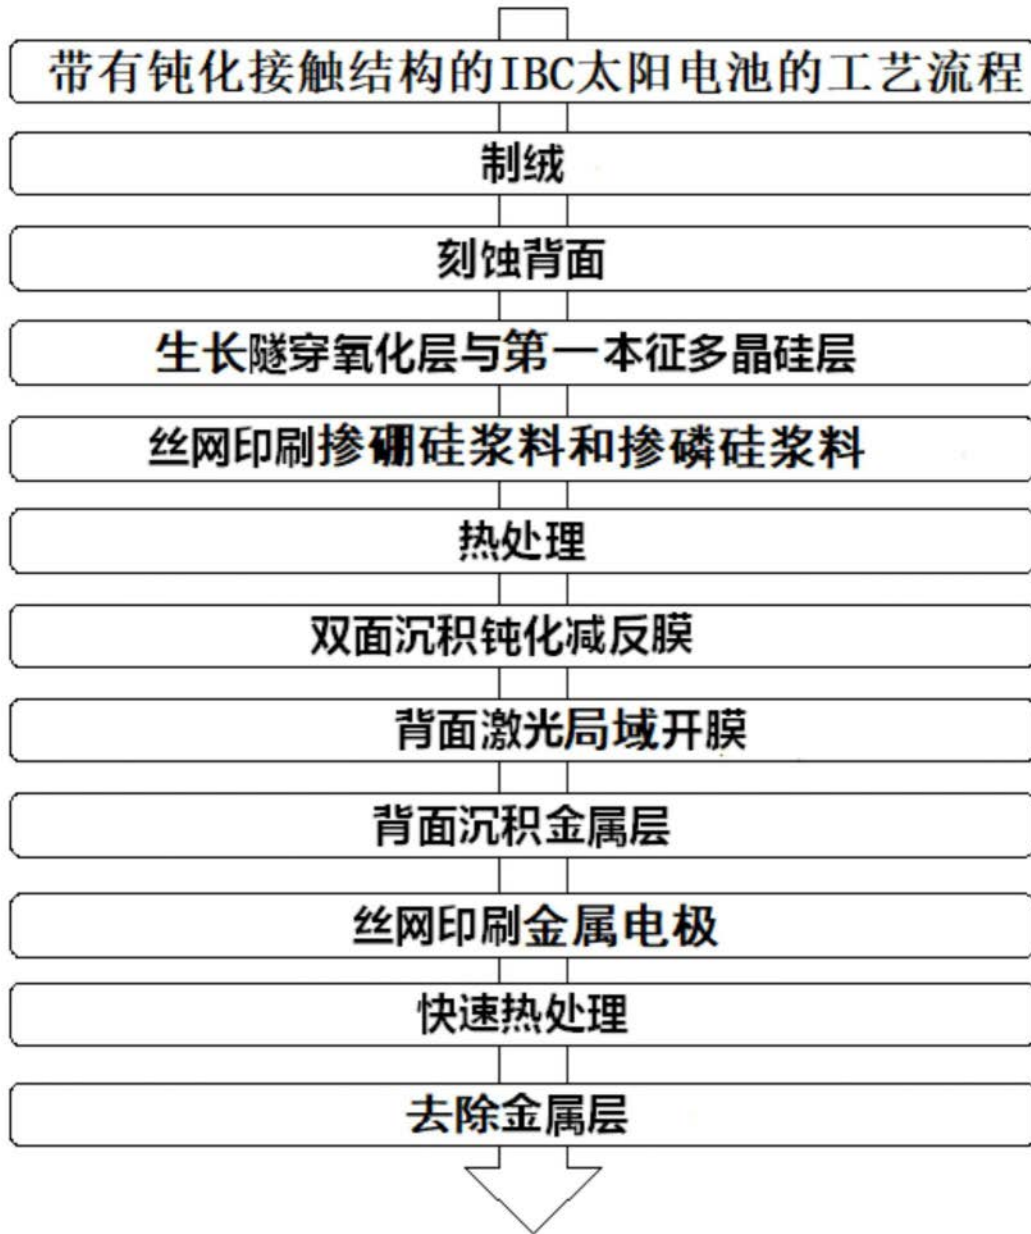 带有钝化接触结构的IBC太阳电池的工艺流程
制绒
刻蚀背面
生长隧穿氧化层与第一本征多晶硅层
丝网印刷掺硼硅浆料和掺磷硅浆料
热处理
双面沉积钝化减反膜
背面激光局域开膜
背面沉积金属层
丝网印刷金属电极
快速热处理
去除金属层